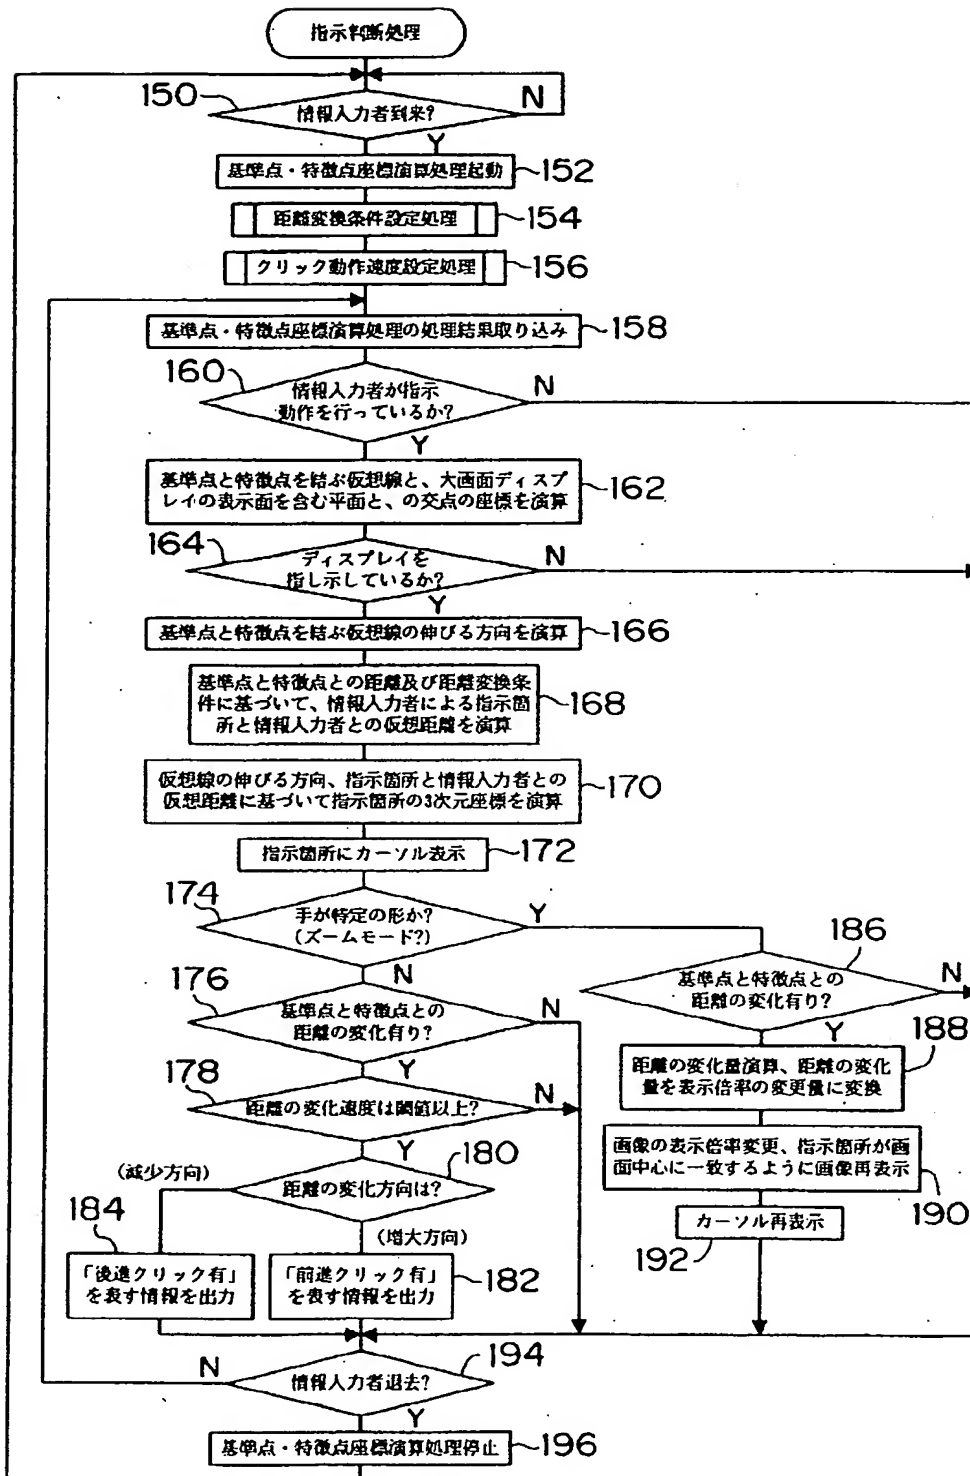 指示判断処理
150
情報入力者到来?
N
Y
基準点・特徴点座標演算処理起動
152
距離変換条件設定処理
154
クリック動作速度設定処理
156
基準点・特徴点座標演算処理の処理結果取り込み
158
160
情報入力者が指示
動作を行っているか?
N
Y
基準点と特徴点を結ぶ仮想線と、大画面ディスプ
レイの表示面を含む平面と、の交点の座標を演算
162
164
ディスプレイを
指し示しているか?
N
Y
基準点と特徴点を結ぶ仮想線の伸びる方向を演算
166
基準点と特徴点との距離及び距離変換条
件に基づいて、情報入力者による指示箇
所と情報入力者との仮想距離を演算
168
仮想線の伸びる方向、指示箇所と情報入力者との
仮想距離に基づいて指示箇所の3次元座標を演算
170
指示箇所にカーソル表示
172
174
手が特定の形か?
(ズームモード?)
Y
N
176
基準点と特徴点との
距離の変化有り?
N
Y
178
距離の変化速度は閾値以上?
N
Y
180
距離の変化方向は?
(減少方向)
(増大方向)
184
「後進クリック有」
を表す情報を出力
「前進クリック有」
を表す情報を出力
182
186
基準点と特徴点との
距離の変化有り?
N
Y
188
距離の変化量演算、距離の変化
量を表示倍率の変更量に変換
画像の表示倍率変更、指示箇所が画
面中心に一致するように画像再表示
190
カーソル再表示
192
194
情報入力者退去?
N
Y
基準点・特徴点座標演算処理停止
196